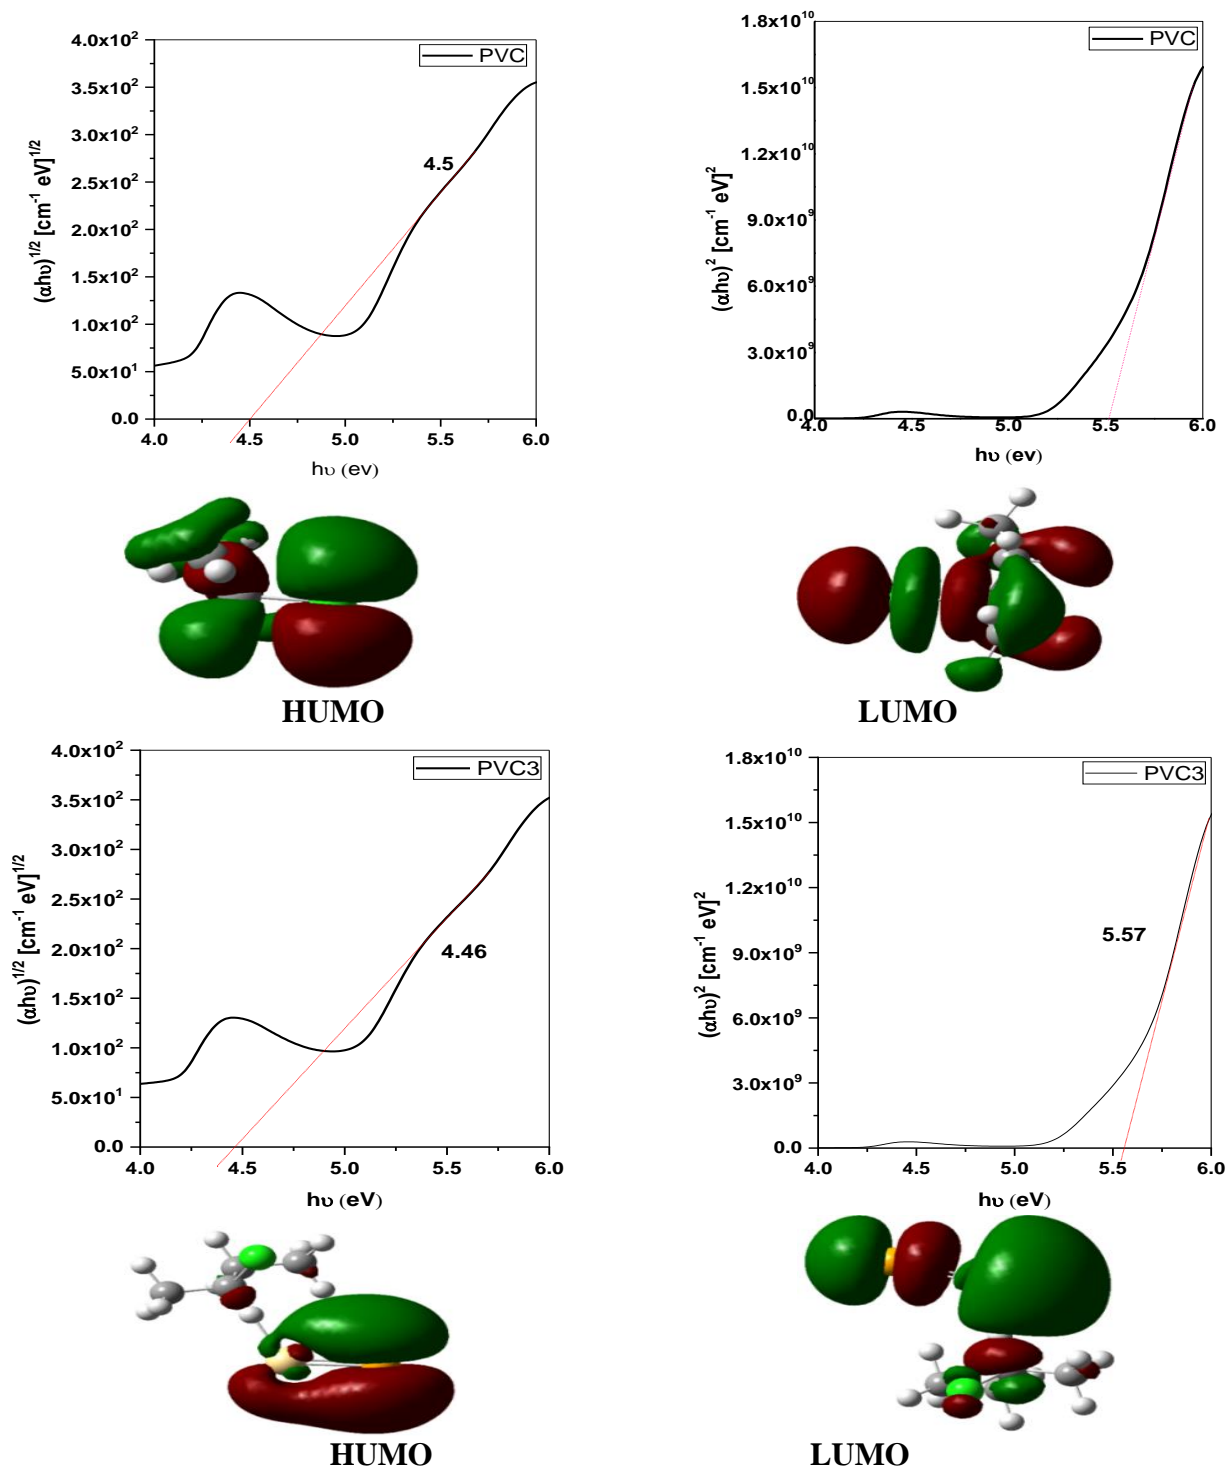 4.0x10²
3.5x10²
3.0x10²
2.5x10²
2.0x10²
1.5x10²
1.0x10²
5.0x10¹
0.0
(αhυ)^1/2 [cm⁻¹ eV]^1/2
PVC
4.5
4.0 4.5 5.0 5.5 6.0
hυ (ev)
1.8x10¹⁰
1.5x10¹⁰
1.2x10¹⁰
9.0x10⁹
6.0x10⁹
3.0x10⁹
0.0
(αhυ)² [cm⁻¹ eV]²
PVC
4.0 4.5 5.0 5.5 6.0
hυ (ev)
HUMO
LUMO
4.0x10²
3.5x10²
3.0x10²
2.5x10²
2.0x10²
1.5x10²
1.0x10²
5.0x10¹
0.0
(αhυ)^1/2 [cm⁻¹ eV]^1/2
PVC3
4.46
4.0 4.5 5.0 5.5 6.0
hυ (eV)
1.8x10¹⁰
1.5x10¹⁰
1.2x10¹⁰
9.0x10⁹
6.0x10⁹
3.0x10⁹
0.0
(αhυ)² [cm⁻¹ eV]²
PVC3
5.57
4.0 4.5 5.0 5.5 6.0
hυ (eV)
HUMO
LUMO